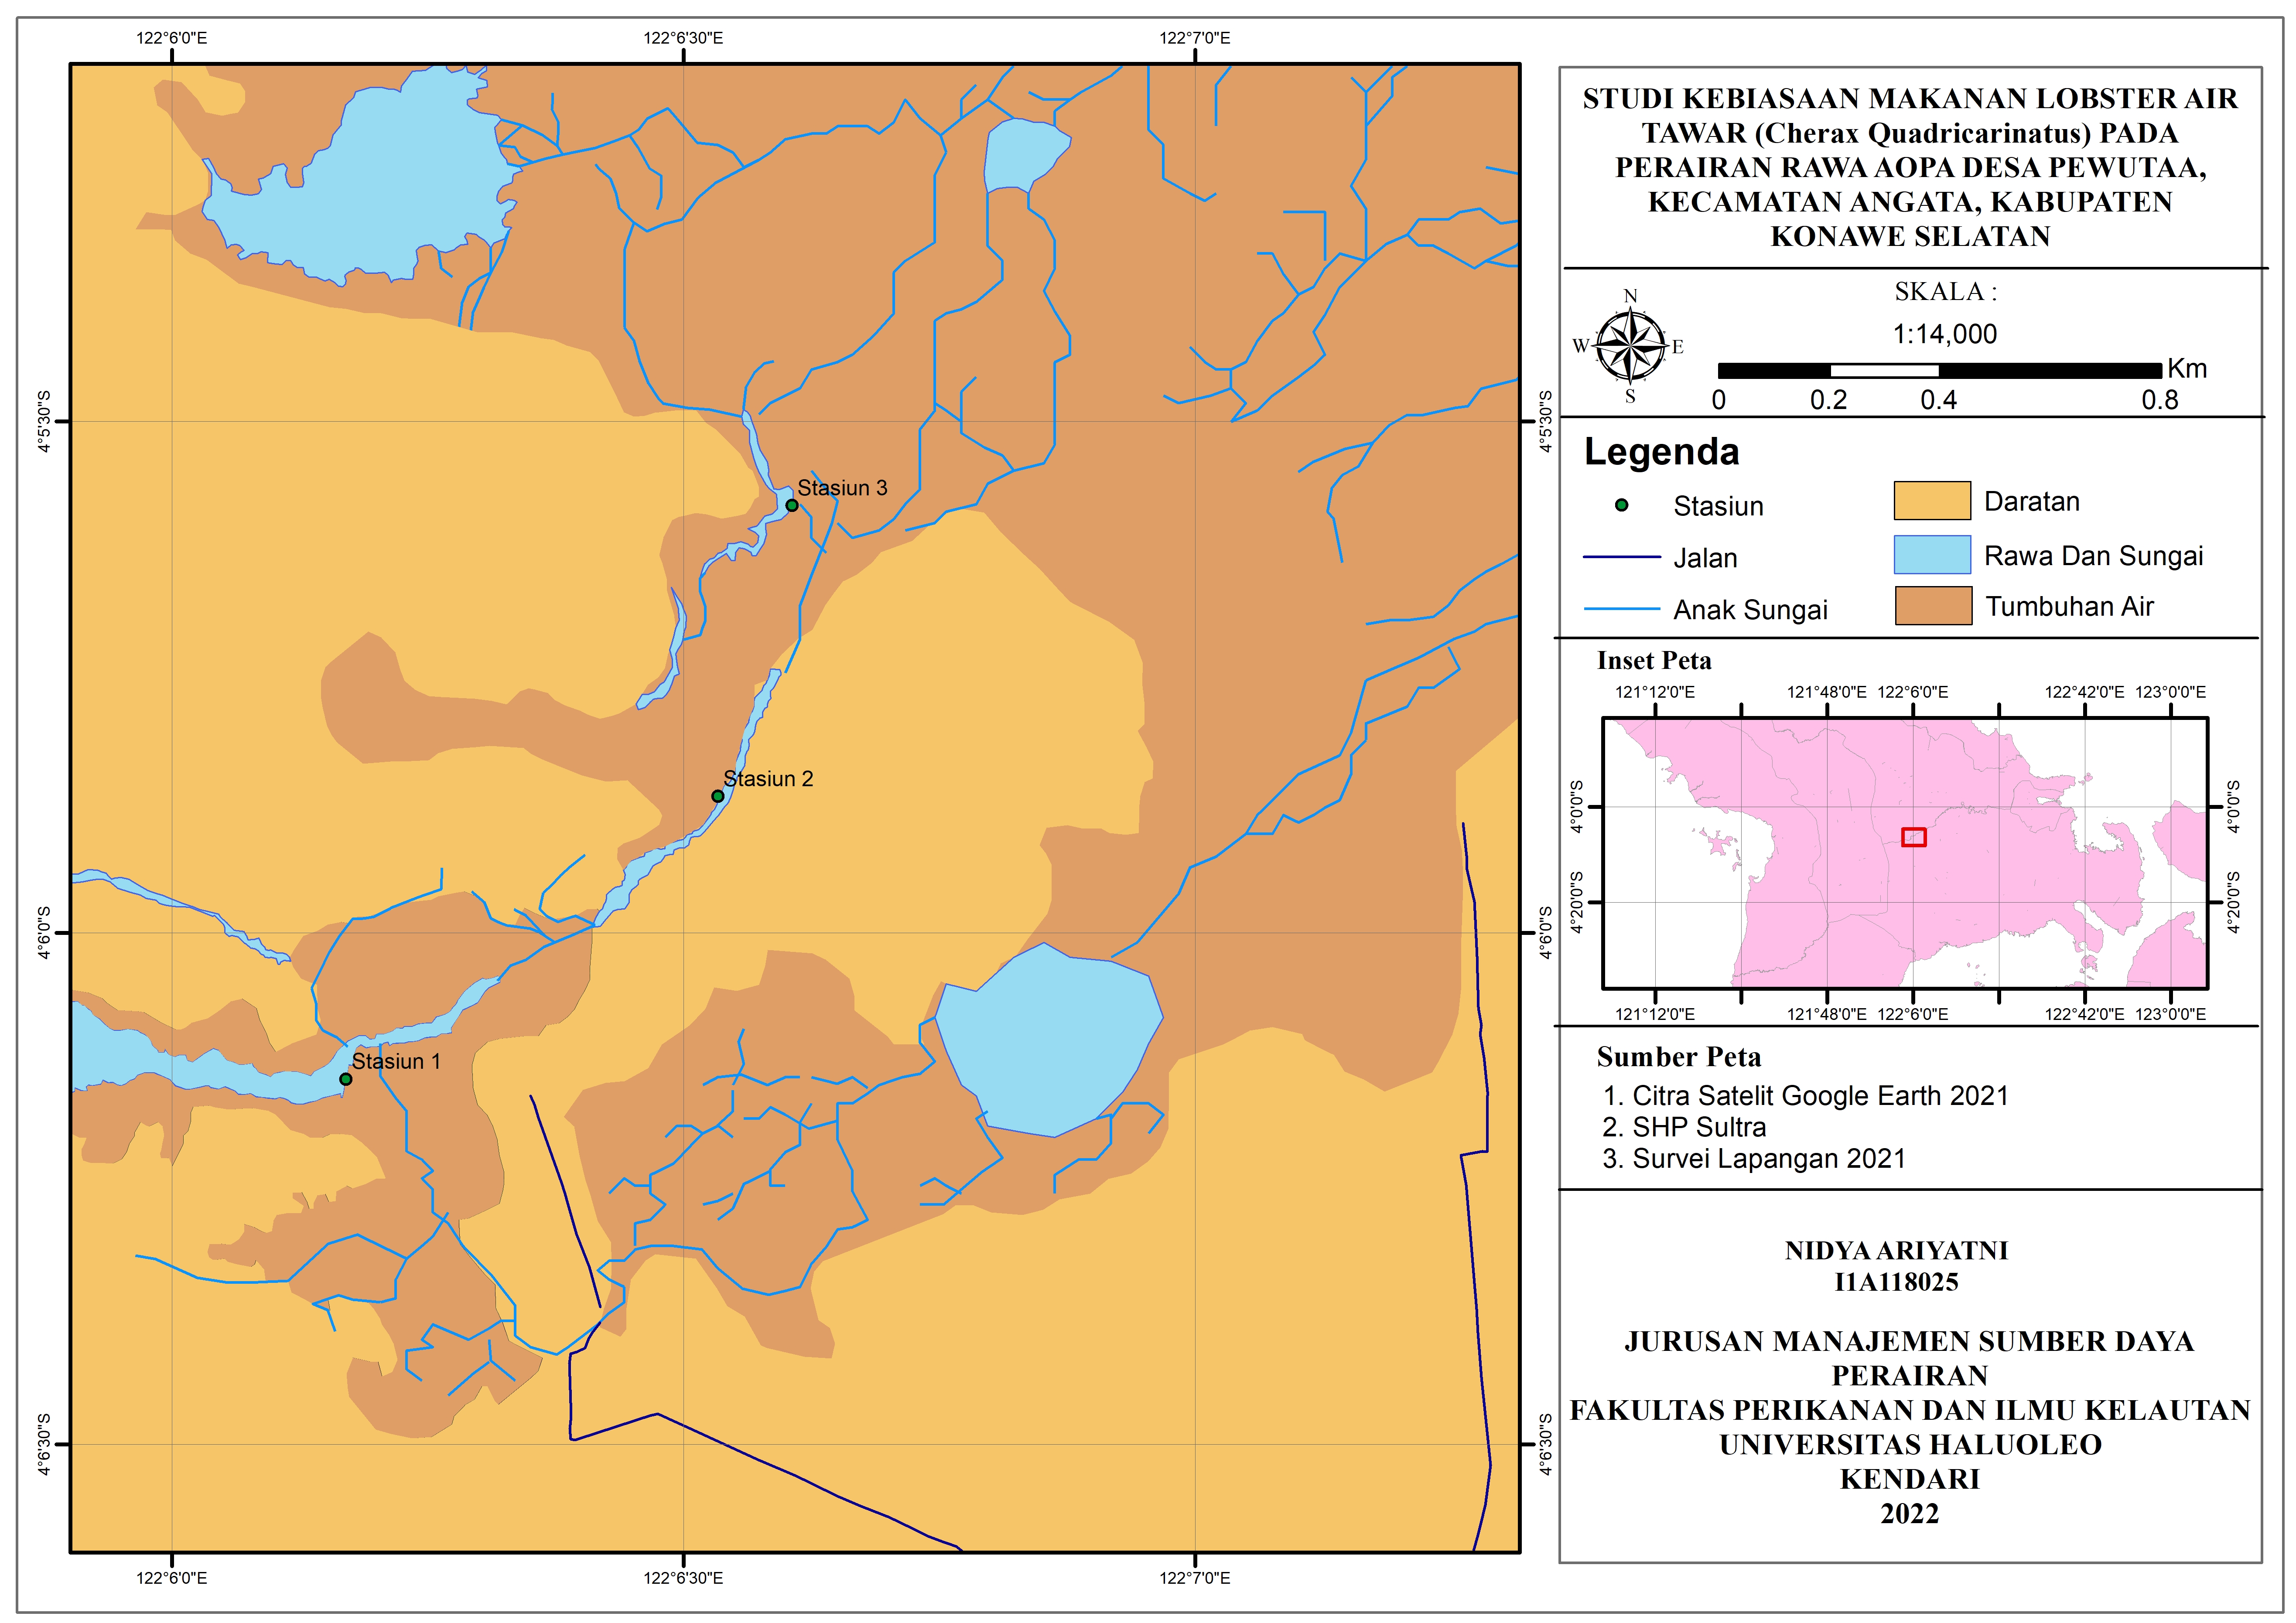 122°6'0"E
122°6'30"E
122°7'0"E
4°5'30"S
4°5'30"S
Stasiun 3
Stasiun 2
4°6'0"S
4°6'0"S
Stasiun 1
4°6'30"S
4°6'30"S
122°6'0"E
122°6'30"E
122°7'0"E
STUDI KEBIASAAN MAKANAN LOBSTER AIR
TAWAR (Cherax Quadricarinatus) PADA
PERAIRAN RAWA AOPA DESA PEWUTAA,
KECAMATAN ANGATA, KABUPATEN
KONAWE SELATAN
N
W
E
S
SKALA :
1:14,000
Km
0 0.2 0.4 0.8
Legenda
Stasiun
Jalan
Anak Sungai
Daratan
Rawa Dan Sungai
Tumbuhan Air
Inset Peta
121°12'0"E 121°48'0"E 122°6'0"E 122°42'0"E 123°0'0"E
4°0'0"S
4°0'0"S
4°20'0"S
4°20'0"S
121°12'0"E 121°48'0"E 122°6'0"E 122°42'0"E 123°0'0"E
Sumber Peta
1. Citra Satelit Google Earth 2021
2. SHP Sultra
3. Survei Lapangan 2021
NIDYA ARIYATNI
I1A118025
JURUSAN MANAJEMEN SUMBER DAYA
PERAIRAN
FAKULTAS PERIKANAN DAN ILMU KELAUTAN
UNIVERSITAS HALUOLEO
KENDARI
2022